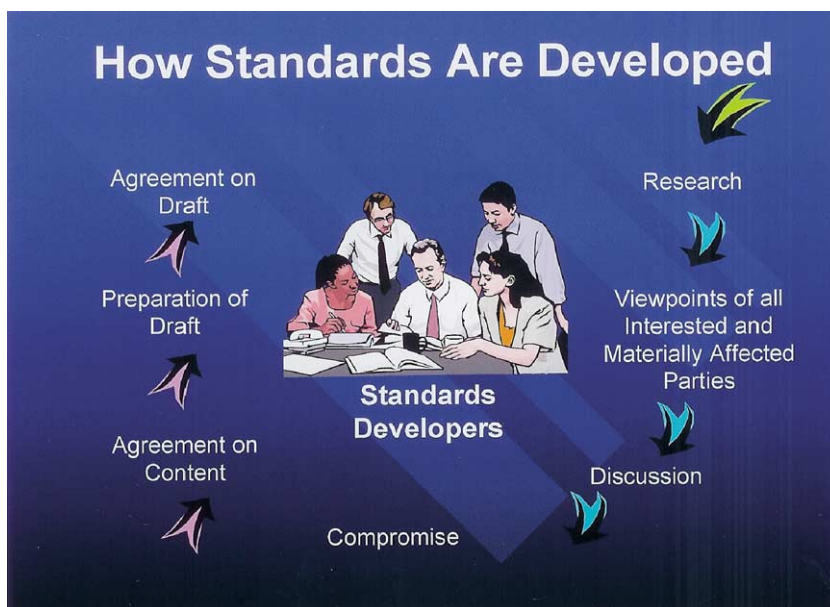 How Standards Are Developed
Research
Viewpoints of all
Interested and
Materially Affected
Parties
Discussion
Compromise
Agreement on
Content
Preparation of
Draft
Agreement on
Draft
Standards
Developers